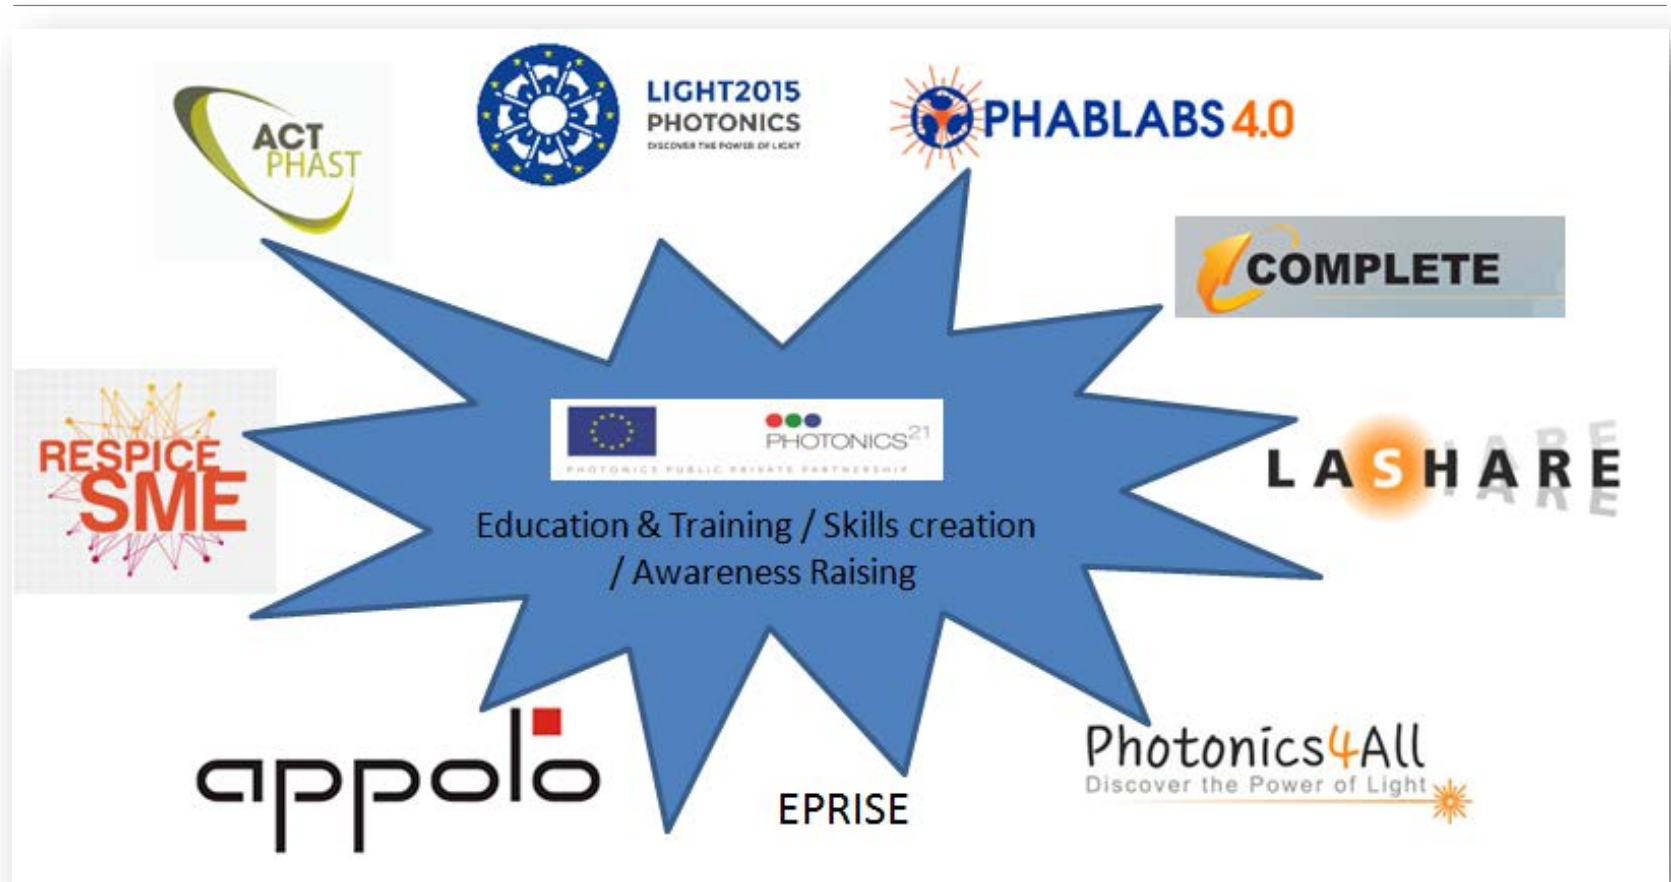 ACT
PHAST
LIGHT2015
PHOTONICS
DISCOVER THE POWER OF LIGHT
PHABLABS 4.0
COMPLETE
RESPICE
SME
PHOTONICS²¹
PHOTONICS PUBLIC PRIVATE PARTNERSHIP
Education & Training / Skills creation
/ Awareness Raising
LASHARE
appolo
EPRISE
Photonics4All
Discover the Power of Light